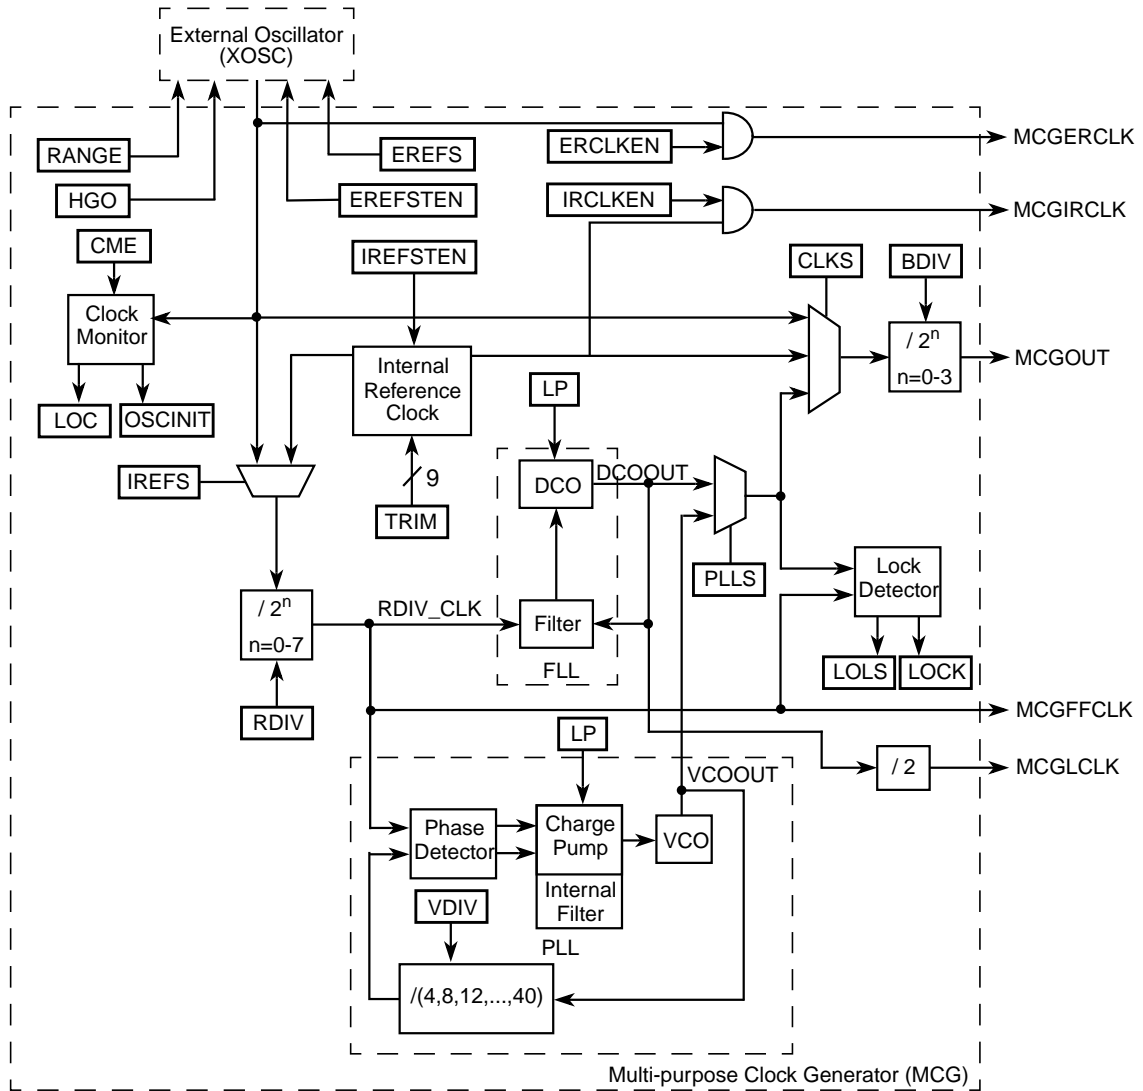 External Oscillator
(XOSC)
RANGE
HGO
EREFS
EREFSTEN
ERCLKEN
IRCLKEN
MCGERCLK
MCGIRCLK
CME
IREFSTEN
CLKS
BDIV
Clock
Monitor
LOC
OSCINIT
Internal
Reference
Clock
/ 2n
n=0-3
MCGOUT
LP
IREFS
9
TRIM
DCO
DCOOUT
PLLS
Lock
Detector
/ 2n
n=0-7
RDIV_CLK
Filter
FLL
LOLS
LOCK
RDIV
MCGFFCLK
LP
/ 2
MCGLCLK
VCOOUT
Phase
Detector
Charge
Pump
VCO
Internal
Filter
VDIV
PLL
/(4,8,12,...,40)
Multi-purpose Clock Generator (MCG)